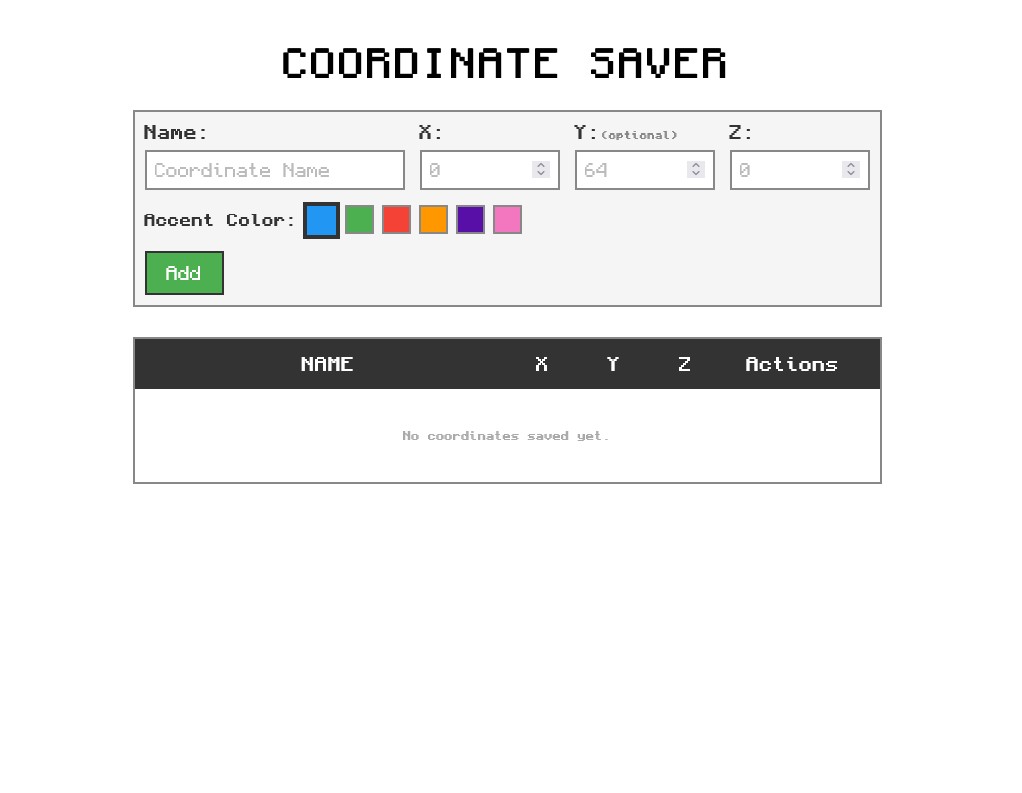 COORDINATE SAVER
Name: X: Y:(optional) Z:
Coordinate Name 0 64 0
Accent Color:
Add
NAME X Y Z Actions
No coordinates saved yet.